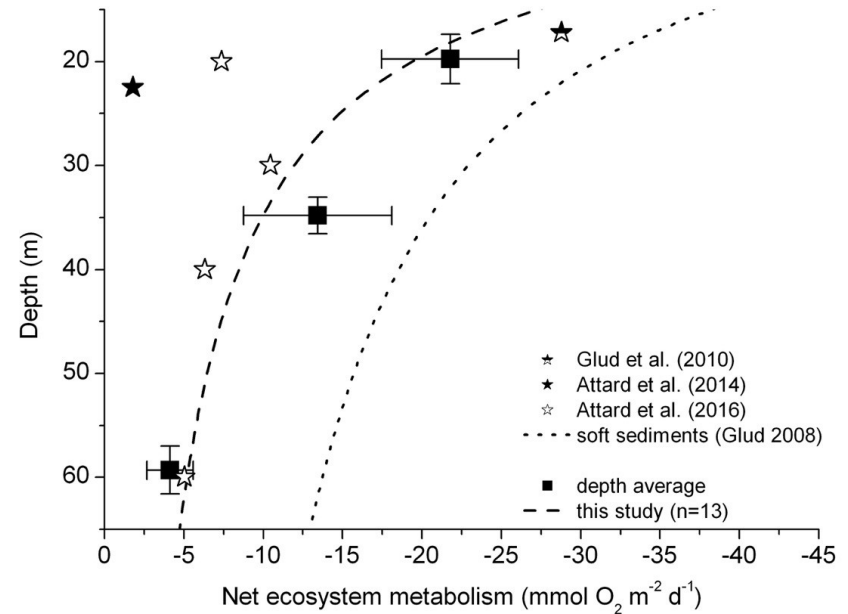 20
30
40
50
60
Depth (m)
Glud et al. (2010)
Attard et al. (2014)
Attard et al. (2016)
soft sediments (Glud 2008)
depth average
this study (n=13)
0 -5 -10 -15 -20 -25 -30 -35 -40 -45
Net ecosystem metabolism (mmol O₂ m⁻² d⁻¹)